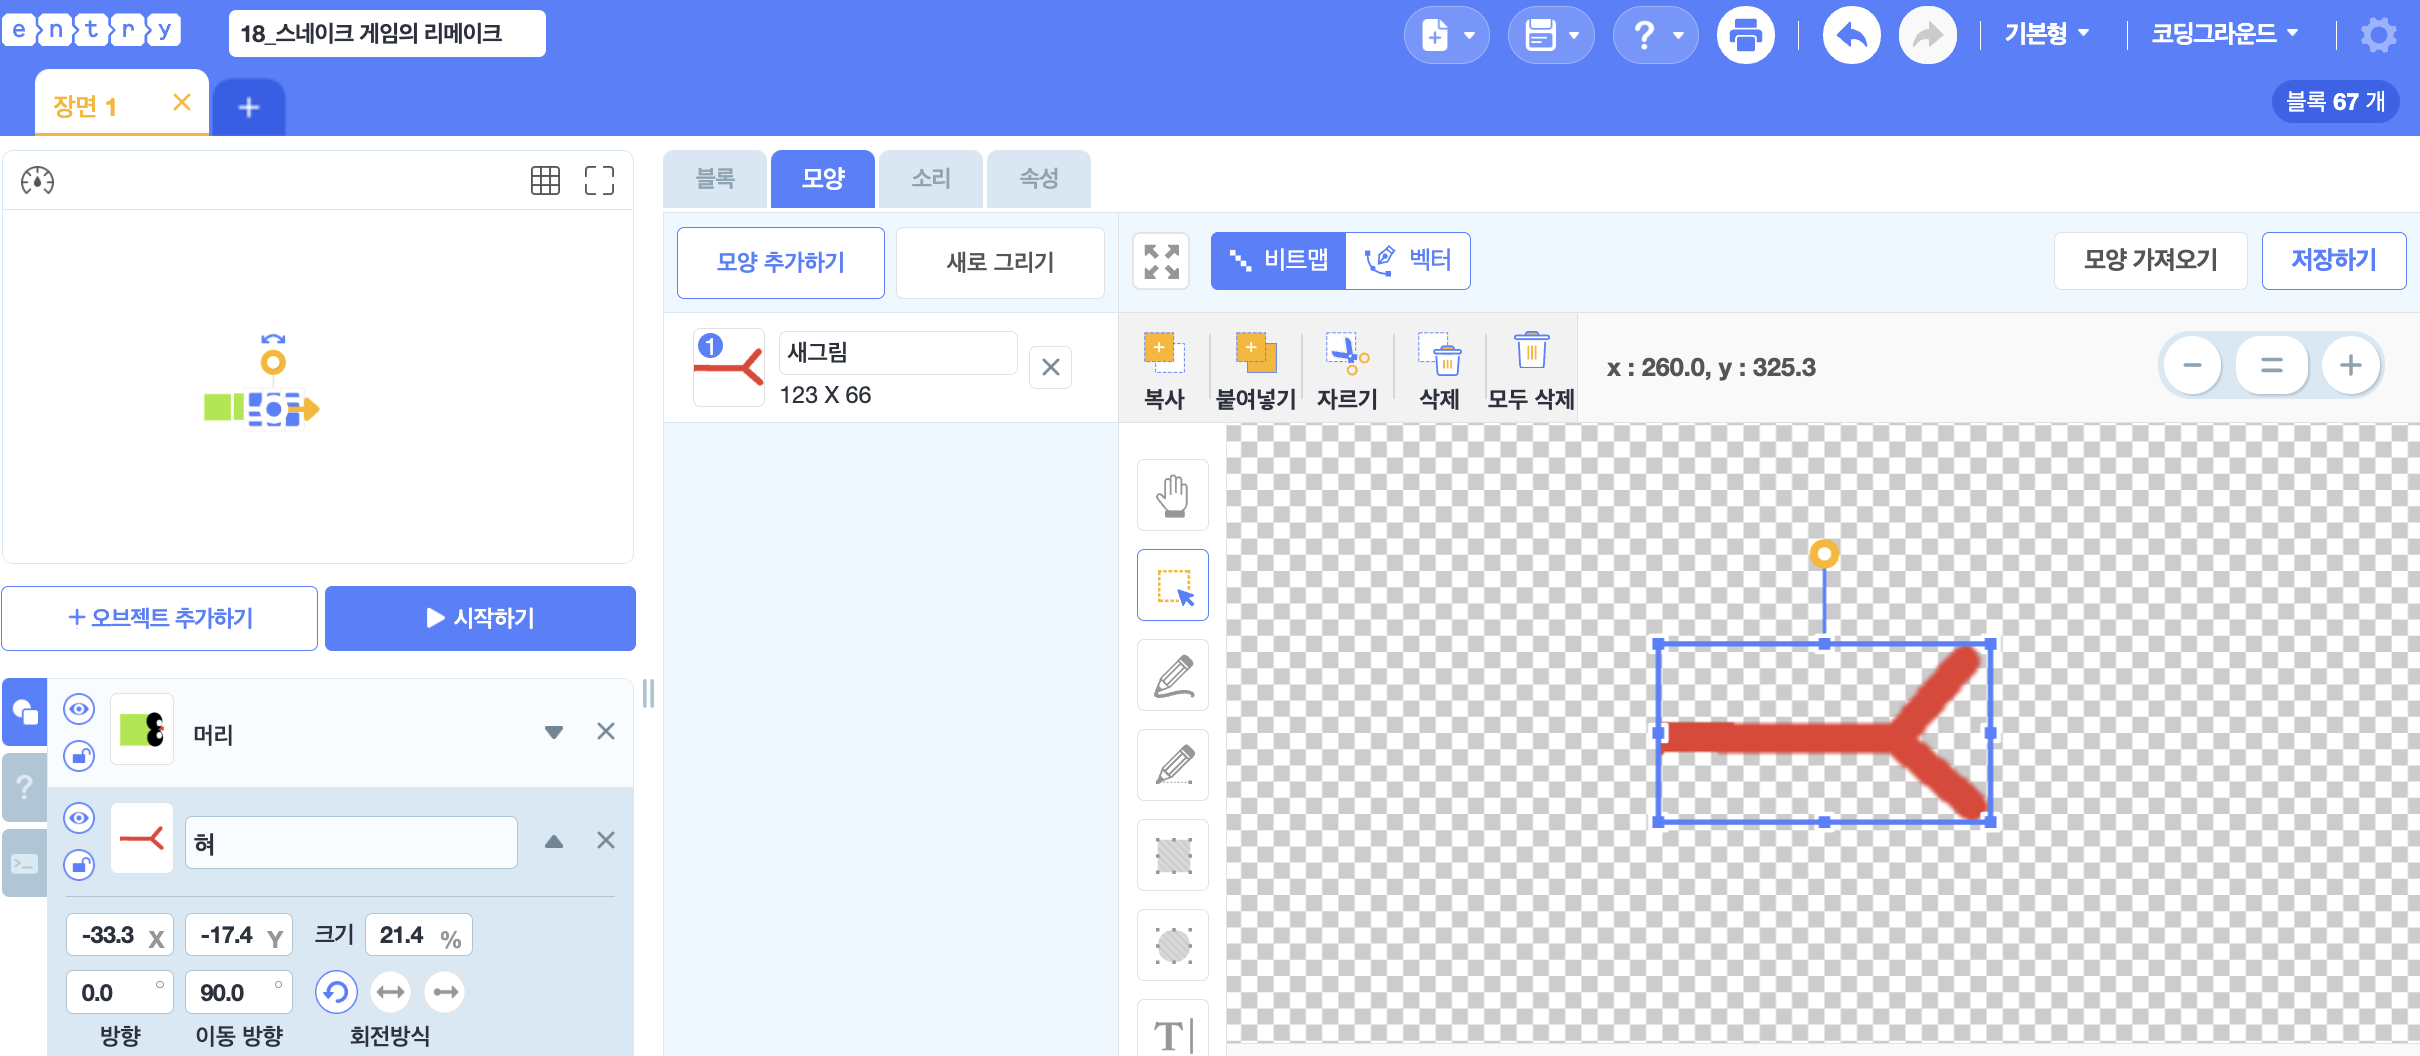 entry
18_스네이크 게임의 리메이크
기본형
코딩그라운드
장면 1
블록 67 개
블록
모양
소리
속성
모양 추가하기
새로 그리기
비트맵
벡터
모양 가져오기
저장하기
1
새그림
123 X 66
복사
붙여넣기
자르기
삭제
모두 삭제
x : 260.0, y : 325.3
+ 오브젝트 추가하기
시작하기
머리
혀
-33.3 X
-17.4 Y
크기
21.4 %
0.0 °
90.0 °
방향
이동 방향
회전방식